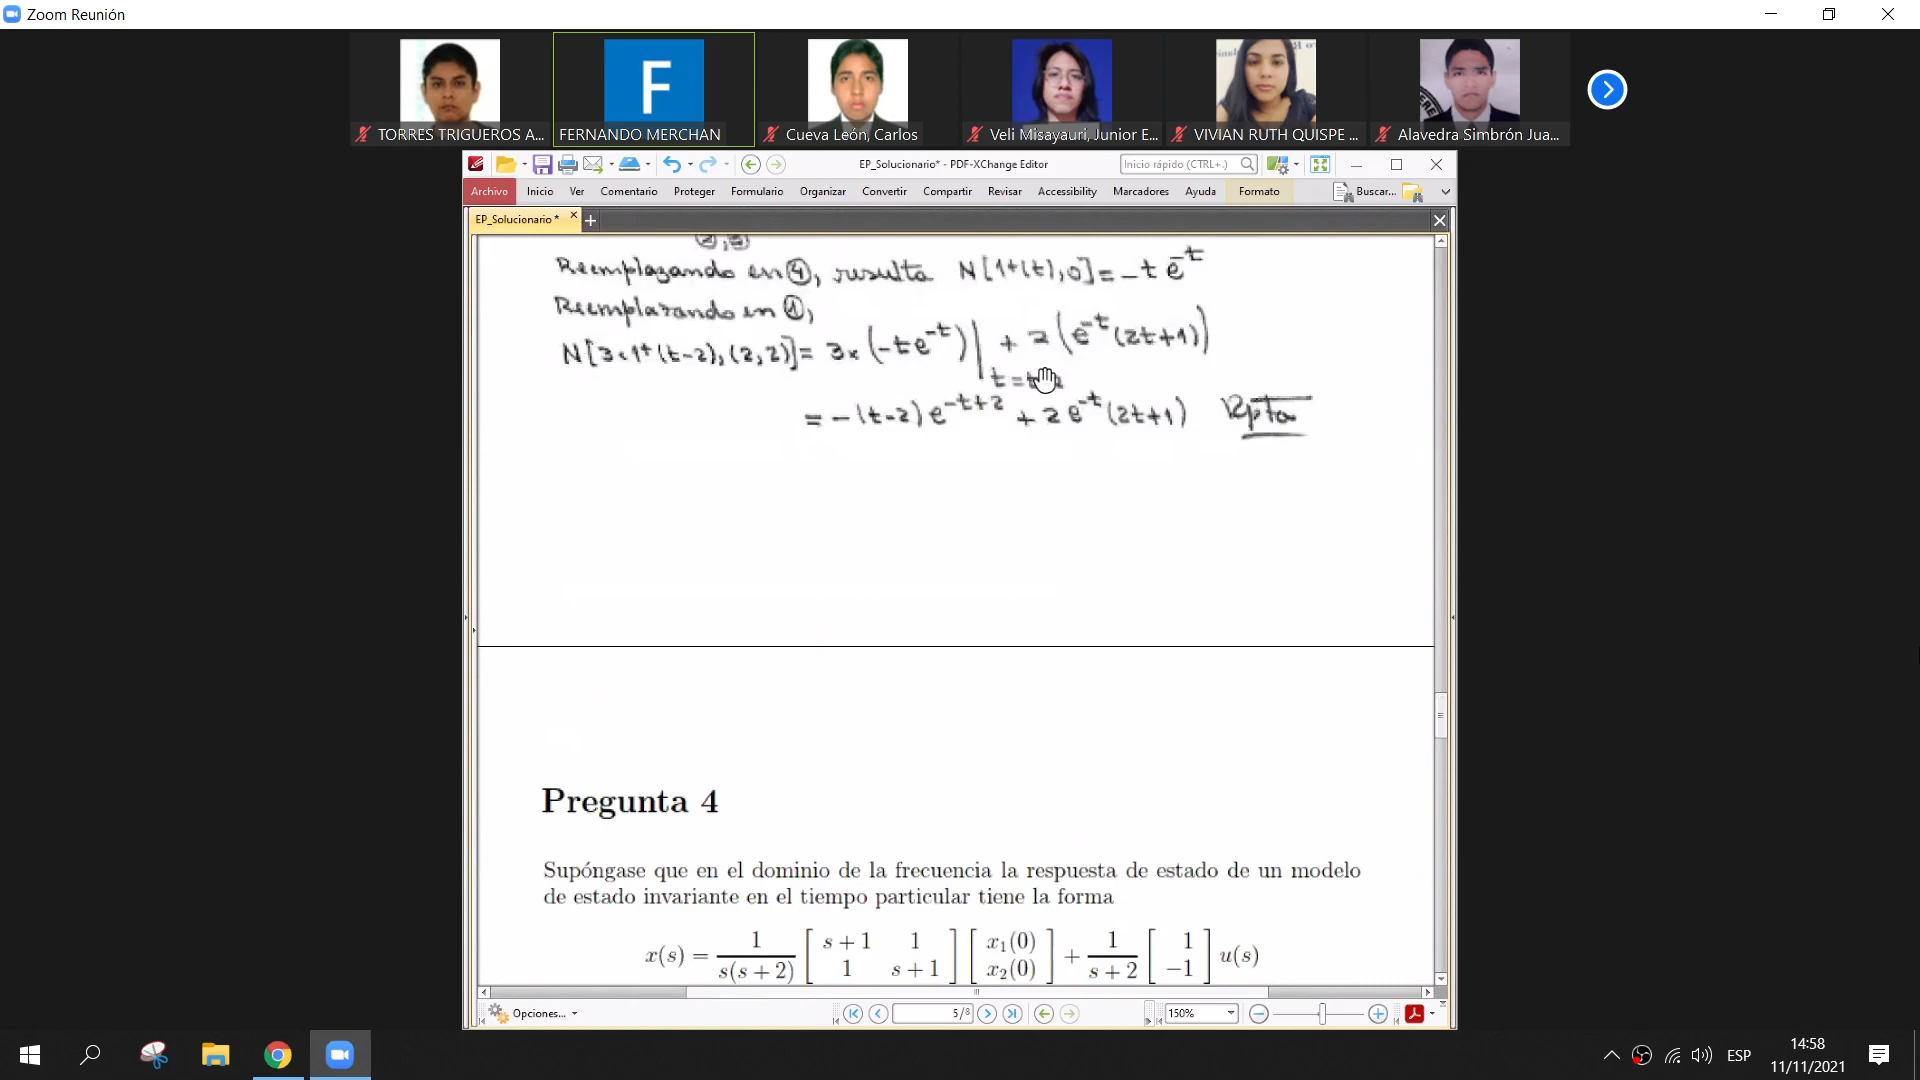 Zoom Reunión
F
TORRES TRIGUEROS A...
FERNANDO MERCHAN
Cueva León, Carlos
Veli Misayauri, Junior E...
VIVIAN RUTH QUISPE ...
Alavedra Simbrón Jua...
EP_Solucionario* - PDF-XChange Editor
Inicio rápido (CTRL+.)
Archivo Inicio Ver Comentario Proteger Formulario Organizar Convertir Compartir Revisar Accessibility Marcadores Ayuda Formato Buscar...
EP_Solucionario *
Reemplazando en ④, resulta N[1+(t),0]=-t e^-t
Reemplazando en ①,
N[3×1+(t-2),(2,2)]= 3×(-te^-t)| + 2(e^-t(2t+1))
= -(t-2)e^-t+2 + 2e^-t(2t+1) Rpta
Pregunta 4
Supóngase que en el dominio de la frecuencia la respuesta de estado de un modelo
de estado invariante en el tiempo particular tiene la forma
x(s) = 1/s(s+2) [s+1 1; 1 s+1] [x₁(0); x₂(0)] + 1/s+2 [1; −1] u(s)
Opciones...
5/8
150%
ESP
14:58
11/11/2021